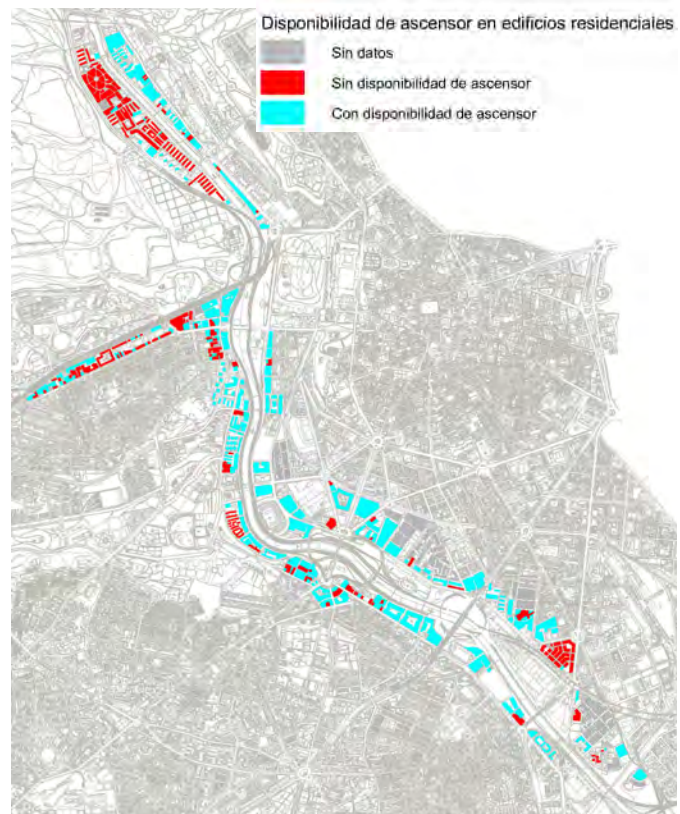 Disponibilidad de ascensor en edificios residenciales
Sin datos
Sin disponibilidad de ascensor
Con disponibilidad de ascensor